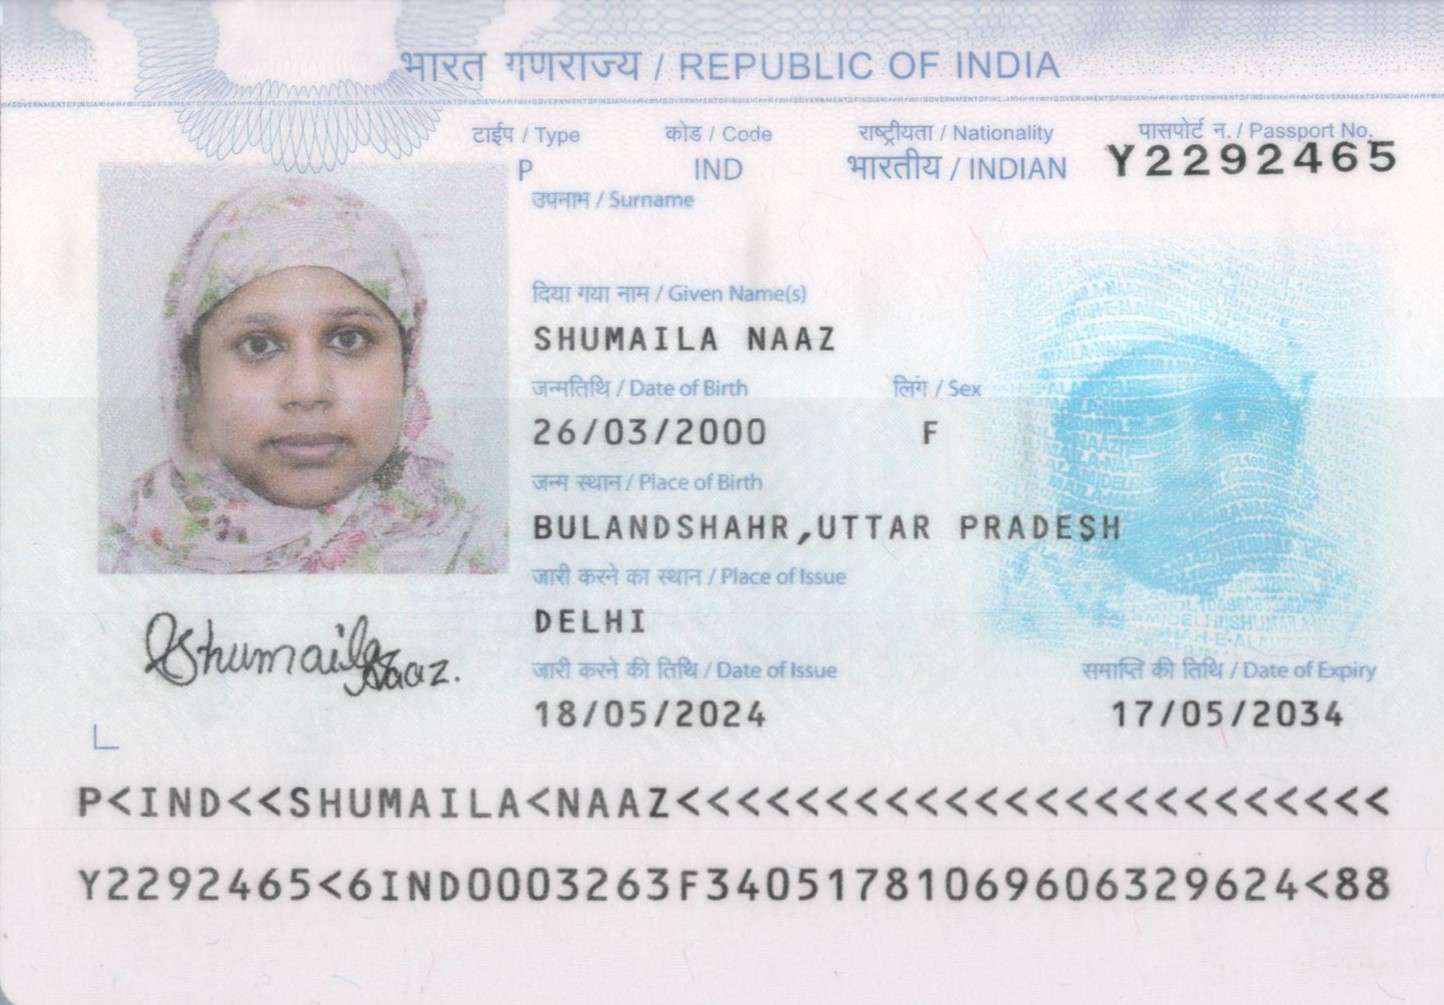 भारत गणराज्य / REPUBLIC OF INDIA
टाईप / Type कोड / Code राष्ट्रीयता / Nationality पासपोर्ट न. / Passport No.
P IND भारतीय / INDIAN Y2292465
उपनाम / Surname
दिया गया नाम / Given Name(s)
SHUMAILA NAAZ
जन्मतिथि / Date of Birth लिंग / Sex
26/03/2000 F
जन्म स्थान / Place of Birth
BULANDSHAHR,UTTAR PRADESH
जारी करने का स्थान / Place of Issue
DELHI
Shumaila Naaz.
जारी करने की तिथि / Date of Issue समाप्ति की तिथि / Date of Expiry
18/05/2024 17/05/2034
P<IND<<SHUMAILA<NAAZ<<<<<<<<<<<<<<<<<<<<<<<<
Y2292465<6IND0003263F34051781069606329624<88